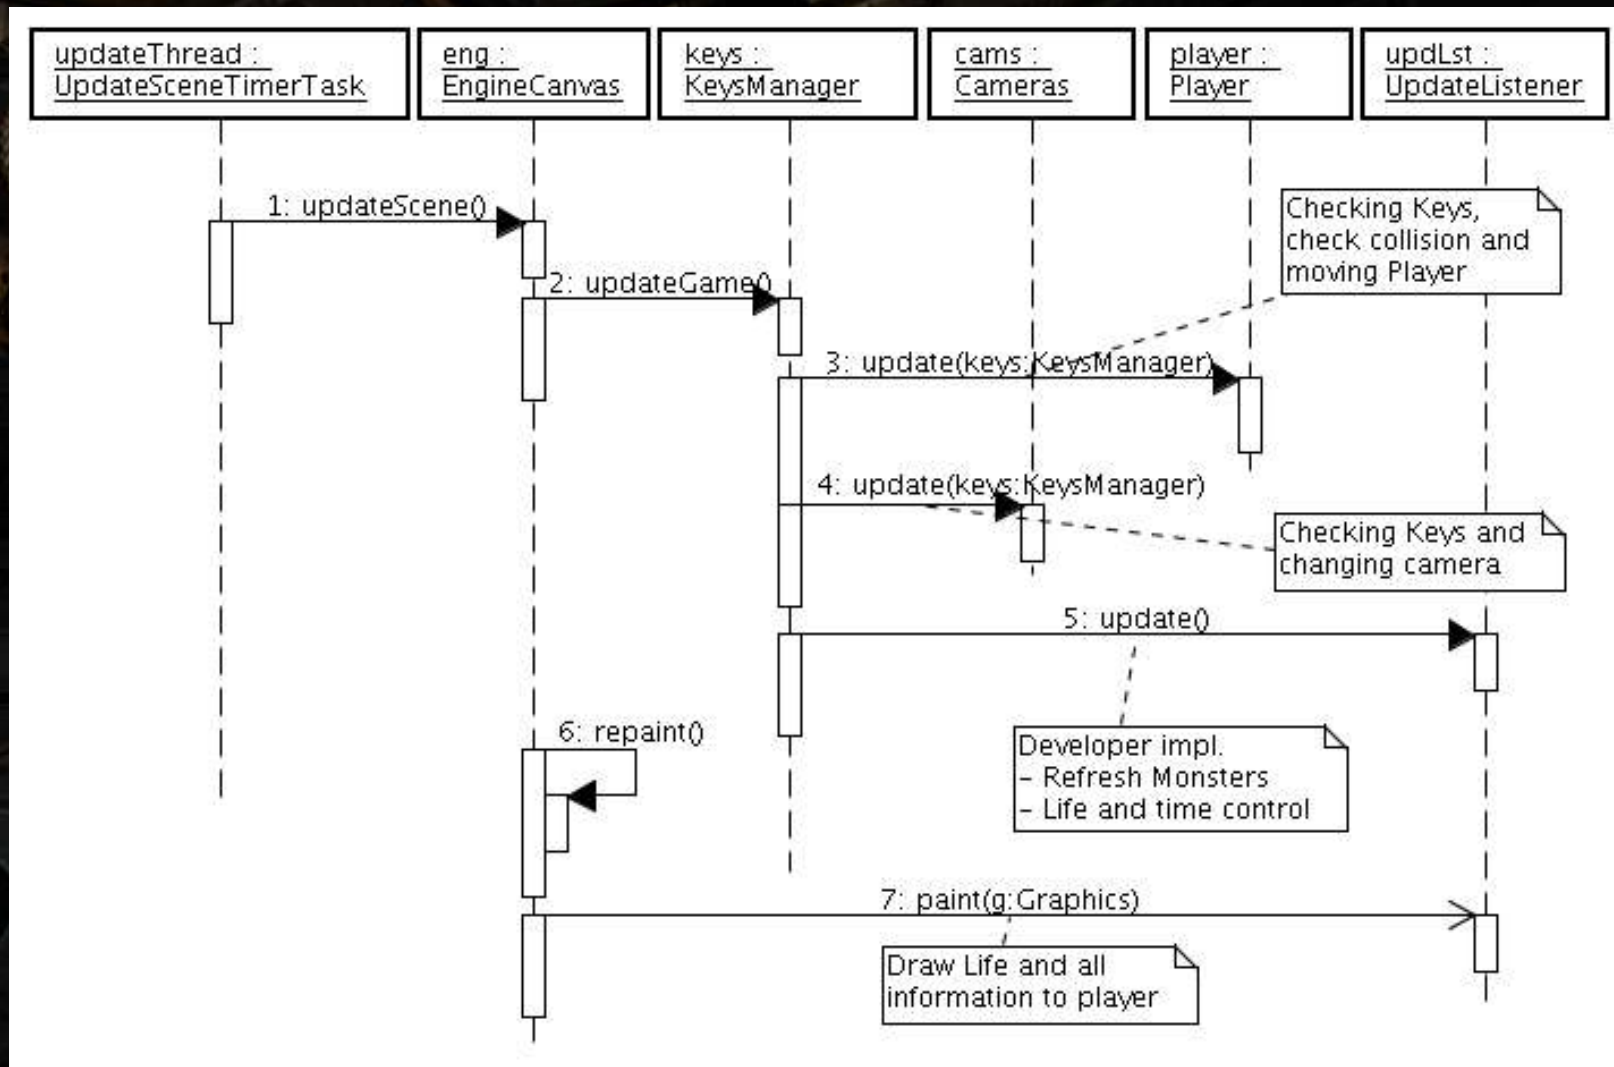 updateThread :
UpdateSceneTimerTask
eng :
EngineCanvas
keys :
KeysManager
cams :
Cameras
player :
Player
updLst :
UpdateListener
1: updateScene()
Checking Keys,
check collision and
moving Player
2: updateGame()
3: update(keys:KeysManager)
4: update(keys:KeysManager)
Checking Keys and
changing camera
5: update()
6: repaint()
Developer impl.
- Refresh Monsters
- Life and time control
7: paint(g:Graphics)
Draw Life and all
information to player